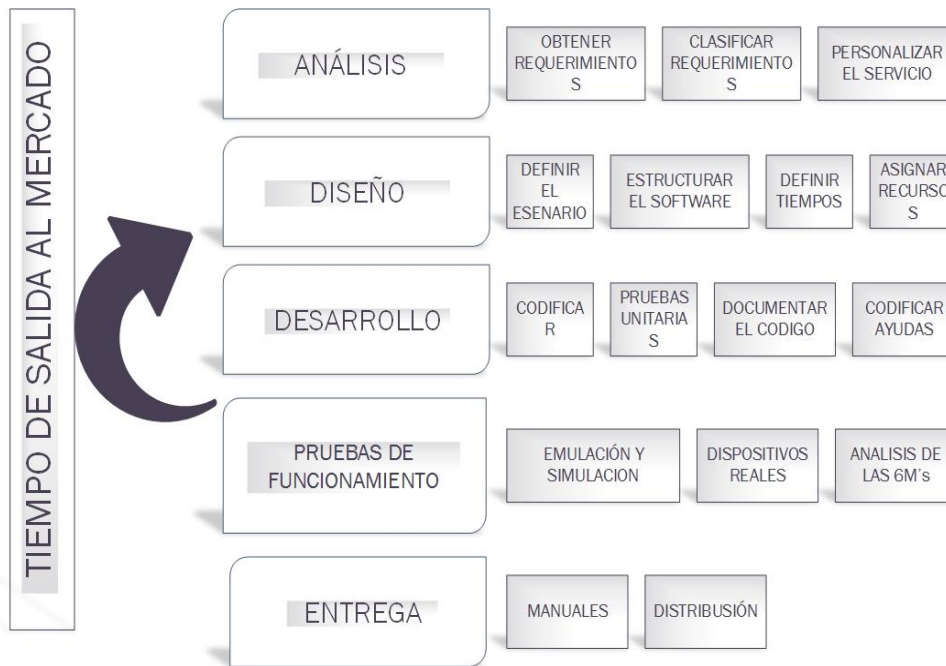 TIEMPO DE SALIDA AL MERCADO
ANÁLISIS
OBTENER
REQUERIMIENTO
S
CLASIFICAR
REQUERIMIENTO
S
PERSONALIZAR
EL SERVICIO
DISEÑO
DEFINIR
EL
ESENARIO
ESTRUCTURAR
EL SOFTWARE
DEFINIR
TIEMPOS
ASIGNAR
RECURSO
S
DESARROLLO
CODIFICA
R
PRUEBAS
UNITARIA
S
DOCUMENTAR
EL CODIGO
CODIFICAR
AYUDAS
PRUEBAS DE
FUNCIONAMIENTO
EMULACIÓN Y
SIMULACION
DISPOSITIVOS
REALES
ANALISIS DE
LAS 6M´s
ENTREGA
MANUALES
DISTRIBUSIÓN